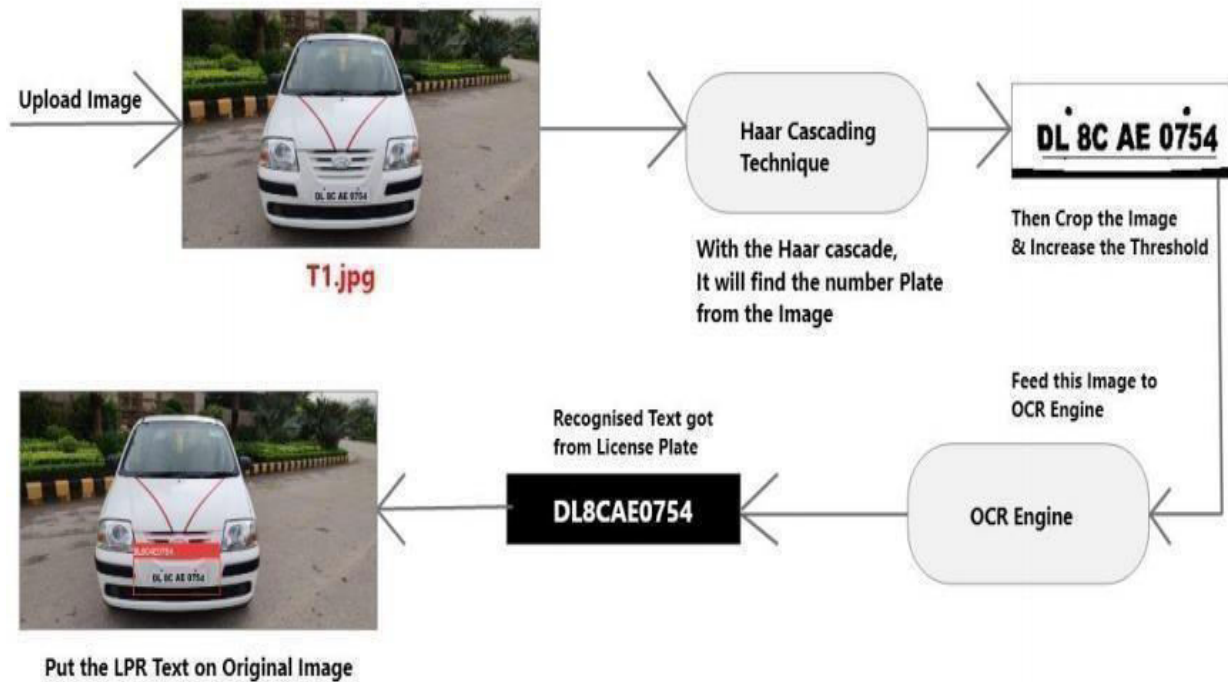 Upload Image
DL 8C AE 0754
T1.jpg
Haar Cascading
Technique
With the Haar cascade,
It will find the number Plate
from the Image
DL 8C AE 0754
Then Crop the Image
& Increase the Threshold
Feed this Image to
OCR Engine
OCR Engine
Recognised Text got
from License Plate
DL8CAE0754
DL8CAE0754
DL 8C AE 0754
Put the LPR Text on Original Image